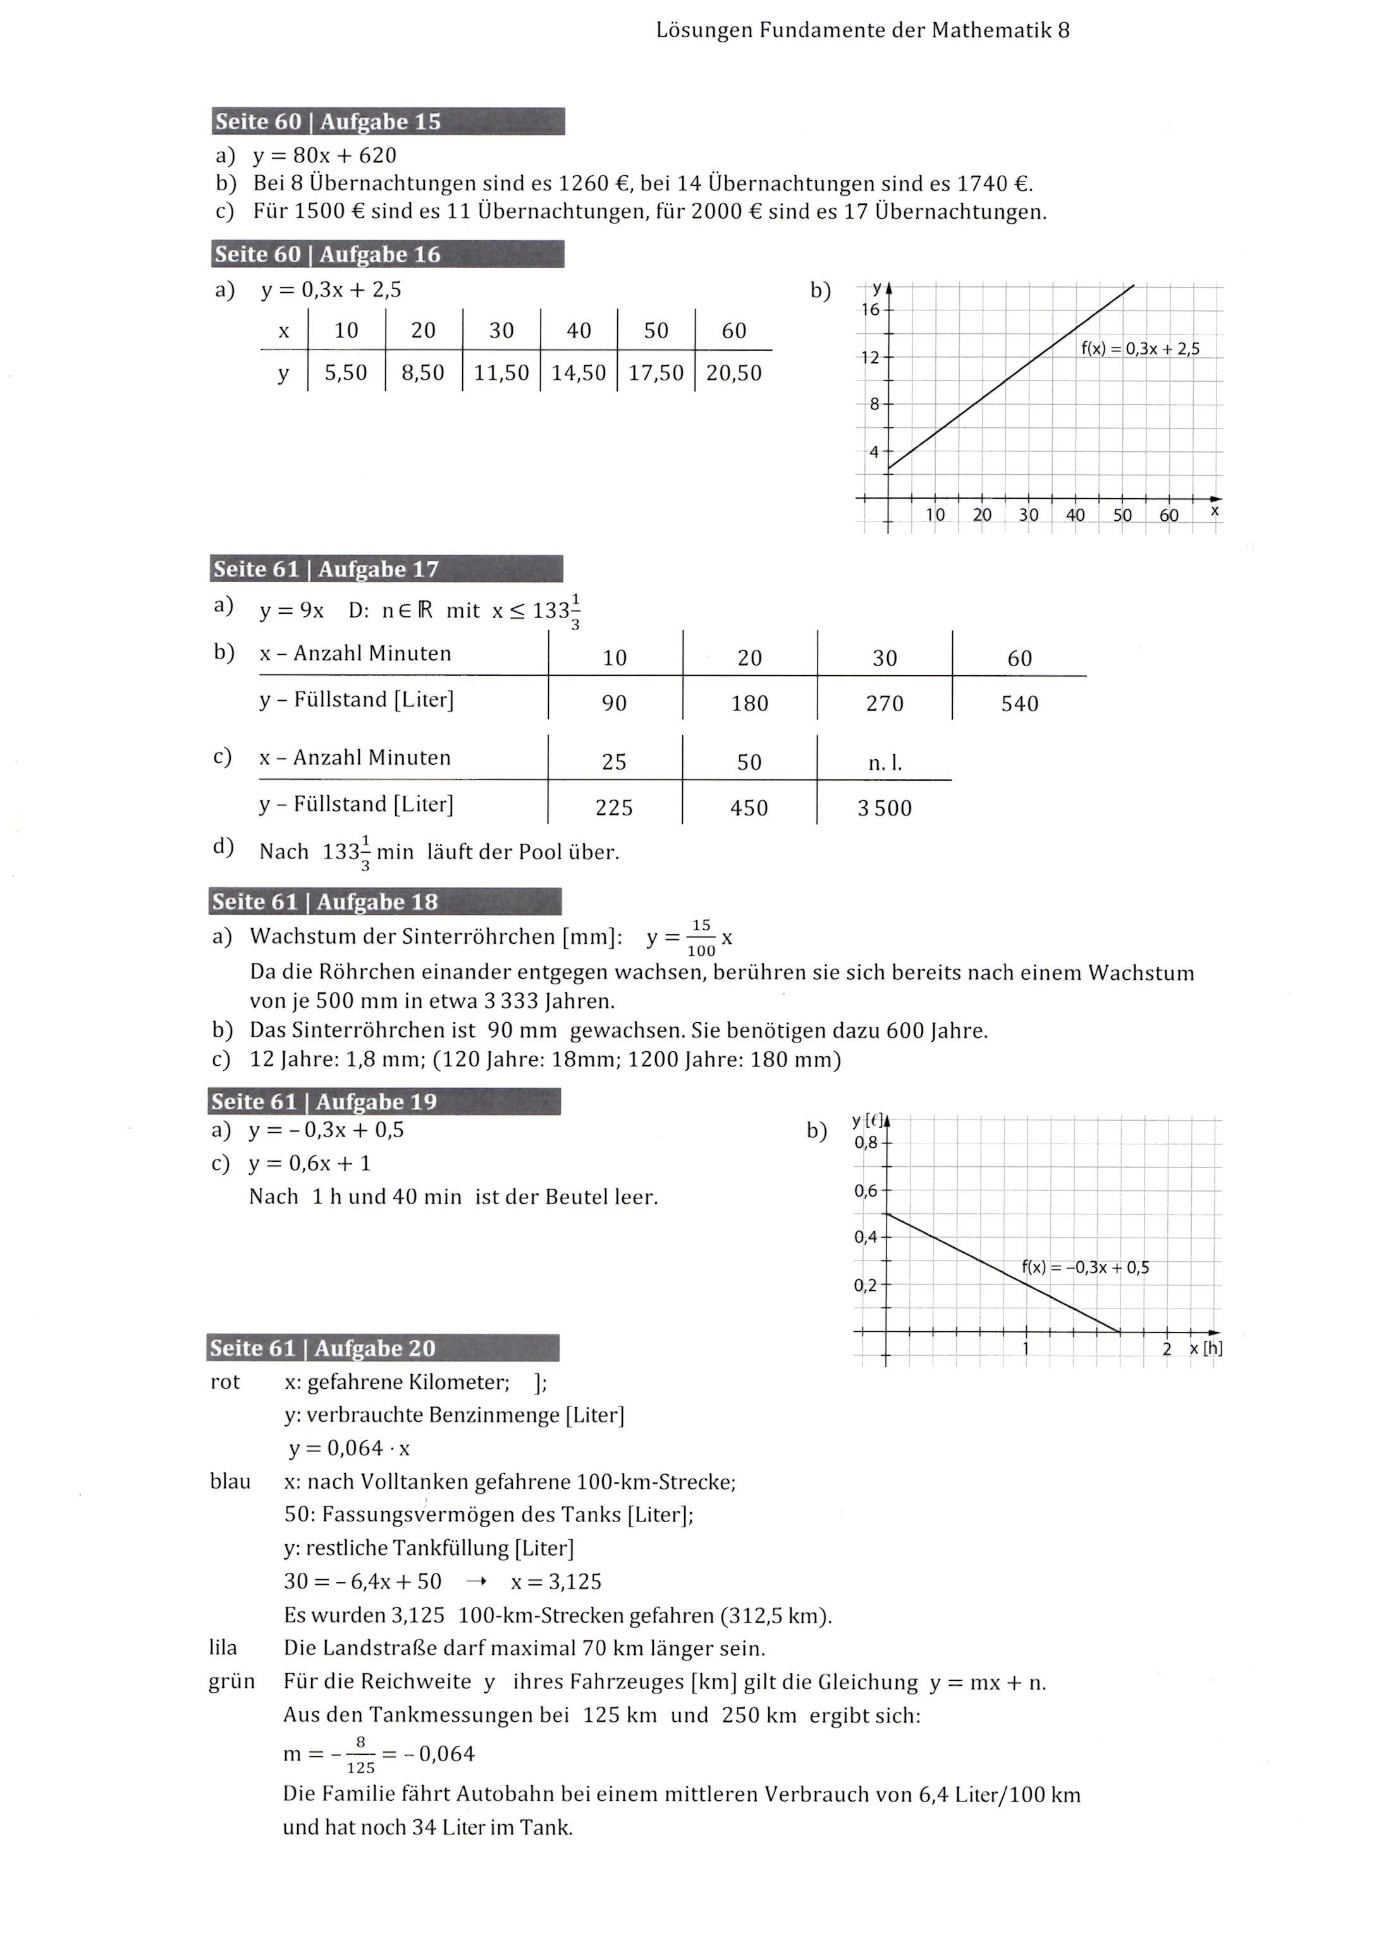 Lösungen Fundamente der Mathematik 8
Seite 60 | Aufgabe 15
a) y = 80x + 620
b) Bei 8 Übernachtungen sind es 1260 €, bei 14 Übernachtungen sind es 1740 €.
c) Für 1500 € sind es 11 Übernachtungen, für 2000 € sind es 17 Übernachtungen.
Seite 60 | Aufgabe 16
a) y = 0,3x + 2,5
x 10 20 30 40 50 60
y 5,50 8,50 11,50 14,50 17,50 20,50
b)
y
16
12
8
4
f(x) = 0,3x + 2,5
10 20 30 40 50 60 x
Seite 61 | Aufgabe 17
a) y = 9x D: n ∈ ℝ mit x ≤ 133 1/3
b) x – Anzahl Minuten 10 20 30 60
y – Füllstand [Liter] 90 180 270 540
c) x – Anzahl Minuten 25 50 n. l.
y – Füllstand [Liter] 225 450 3 500
d) Nach 133 1/3 min läuft der Pool über.
Seite 61 | Aufgabe 18
a) Wachstum der Sinterröhrchen [mm]: y = 15/100 x
Da die Röhrchen einander entgegen wachsen, berühren sie sich bereits nach einem Wachstum
von je 500 mm in etwa 3 333 Jahren.
b) Das Sinterröhrchen ist 90 mm gewachsen. Sie benötigen dazu 600 Jahre.
c) 12 Jahre: 1,8 mm; (120 Jahre: 18mm; 1200 Jahre: 180 mm)
Seite 61 | Aufgabe 19
a) y = – 0,3x + 0,5
c) y = 0,6x + 1
Nach 1 h und 40 min ist der Beutel leer.
b)
y [ℓ]
0,8
0,6
0,4
0,2
f(x) = –0,3x + 0,5
1 2 x [h]
Seite 61 | Aufgabe 20
rot x: gefahrene Kilometer; ];
y: verbrauchte Benzinmenge [Liter]
y = 0,064 · x
blau x: nach Volltanken gefahrene 100-km-Strecke;
50: Fassungsvermögen des Tanks [Liter];
y: restliche Tankfüllung [Liter]
30 = – 6,4x + 50 → x = 3,125
Es wurden 3,125 100-km-Strecken gefahren (312,5 km).
lila Die Landstraße darf maximal 70 km länger sein.
grün Für die Reichweite y ihres Fahrzeuges [km] gilt die Gleichung y = mx + n.
Aus den Tankmessungen bei 125 km und 250 km ergibt sich:
m = – 8/125 = – 0,064
Die Familie fährt Autobahn bei einem mittleren Verbrauch von 6,4 Liter/100 km
und hat noch 34 Liter im Tank.